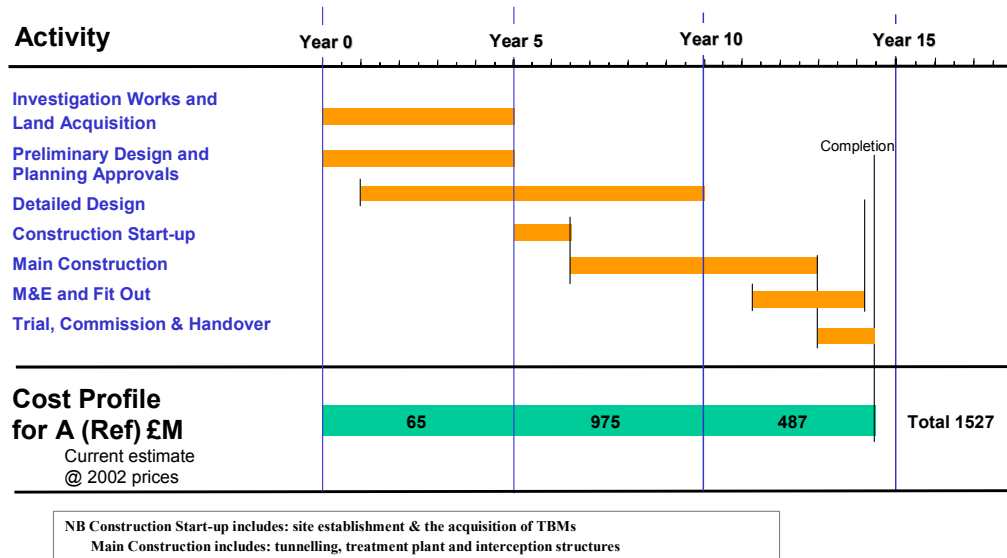 Activity
Year 0
Year 5
Year 10
Year 15
Investigation Works and
Land Acquisition
Preliminary Design and
Planning Approvals
Completion
Detailed Design
Construction Start-up
Main Construction
M&E and Fit Out
Trial, Commission & Handover
Cost Profile
for A (Ref) £M
65
975
487
Total 1527
Current estimate
@ 2002 prices
NB Construction Start-up includes: site establishment & the acquisition of TBMs
Main Construction includes: tunnelling, treatment plant and interception structures